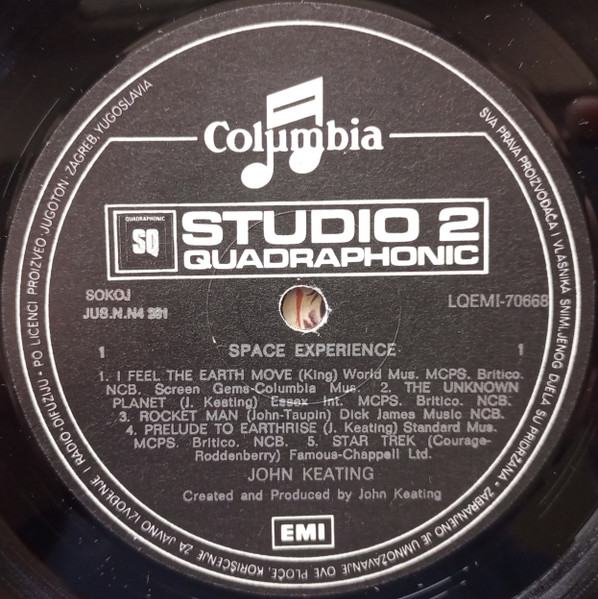 Columbia
QUADRAPHONIC
SQ
STUDIO 2
QUADRAPHONIC
SOKOJ
JUS.N.N4 381
LQEMI-70668
1 SPACE EXPERIENCE 1
1. I FEEL THE EARTH MOVE (King) World Mus. MCPS. Britico.
NCB. Screen Gems-Columbia Mus. 2. THE UNKNOWN
PLANET (J. Keating) Essex Int. MCPS. Britico. NCB.
3. ROCKET MAN (John-Taupin) Dick James Music NCB.
4. PRELUDE TO EARTHRISE (J. Keating) Standard Mus.
MCPS. Britico. NCB. 5. STAR TREK (Courage-
Roddenberry) Famous-Chappell Ltd.
JOHN KEATING
Created and Produced by John Keating
EMI
SVA PRAVA PROIZVOĐAČA I VLASNIKA SNIMLJENOG DJELA SU PRIDRŽANA · ZABRANJENO JE UMNOŽAVANJE OVE PLOČE, KORIŠĆENJE ZA JAVNO IZVOĐENJE I RADIO DIFUZIJU · PO LICENCI PROIZVEO JUGOTON · ZAGREB, YUGOSLAVIA